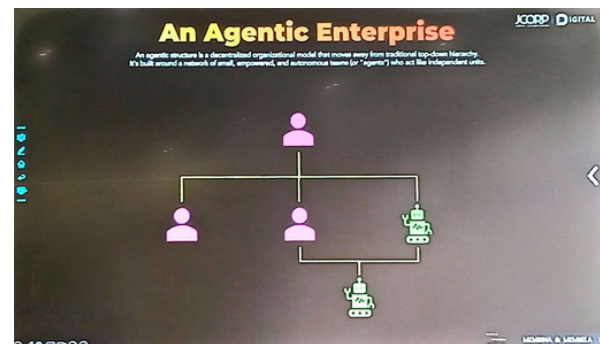 An Agentic Enterprise
JCORP DIGITAL
An agentic structure is a decentralized organizational model that moves away from traditional top-down hierarchy.
It's built around a network of small, empowered, and autonomous teams (or "agents") who act like independent units.